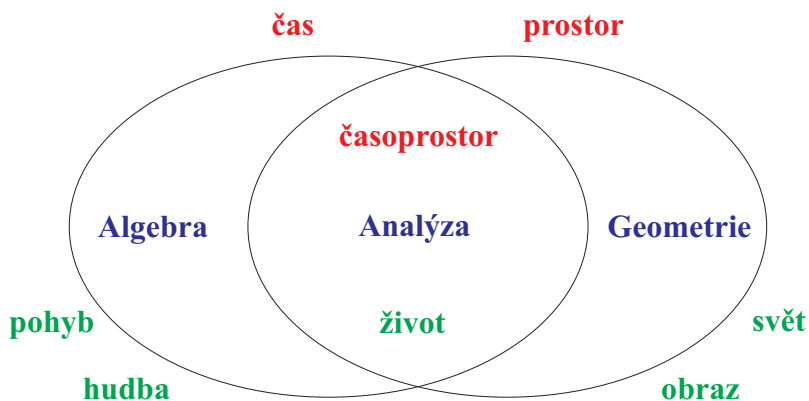 čas prostor
časoprostor
Algebra Analýza Geometrie
pohyb život svět
hudba obraz